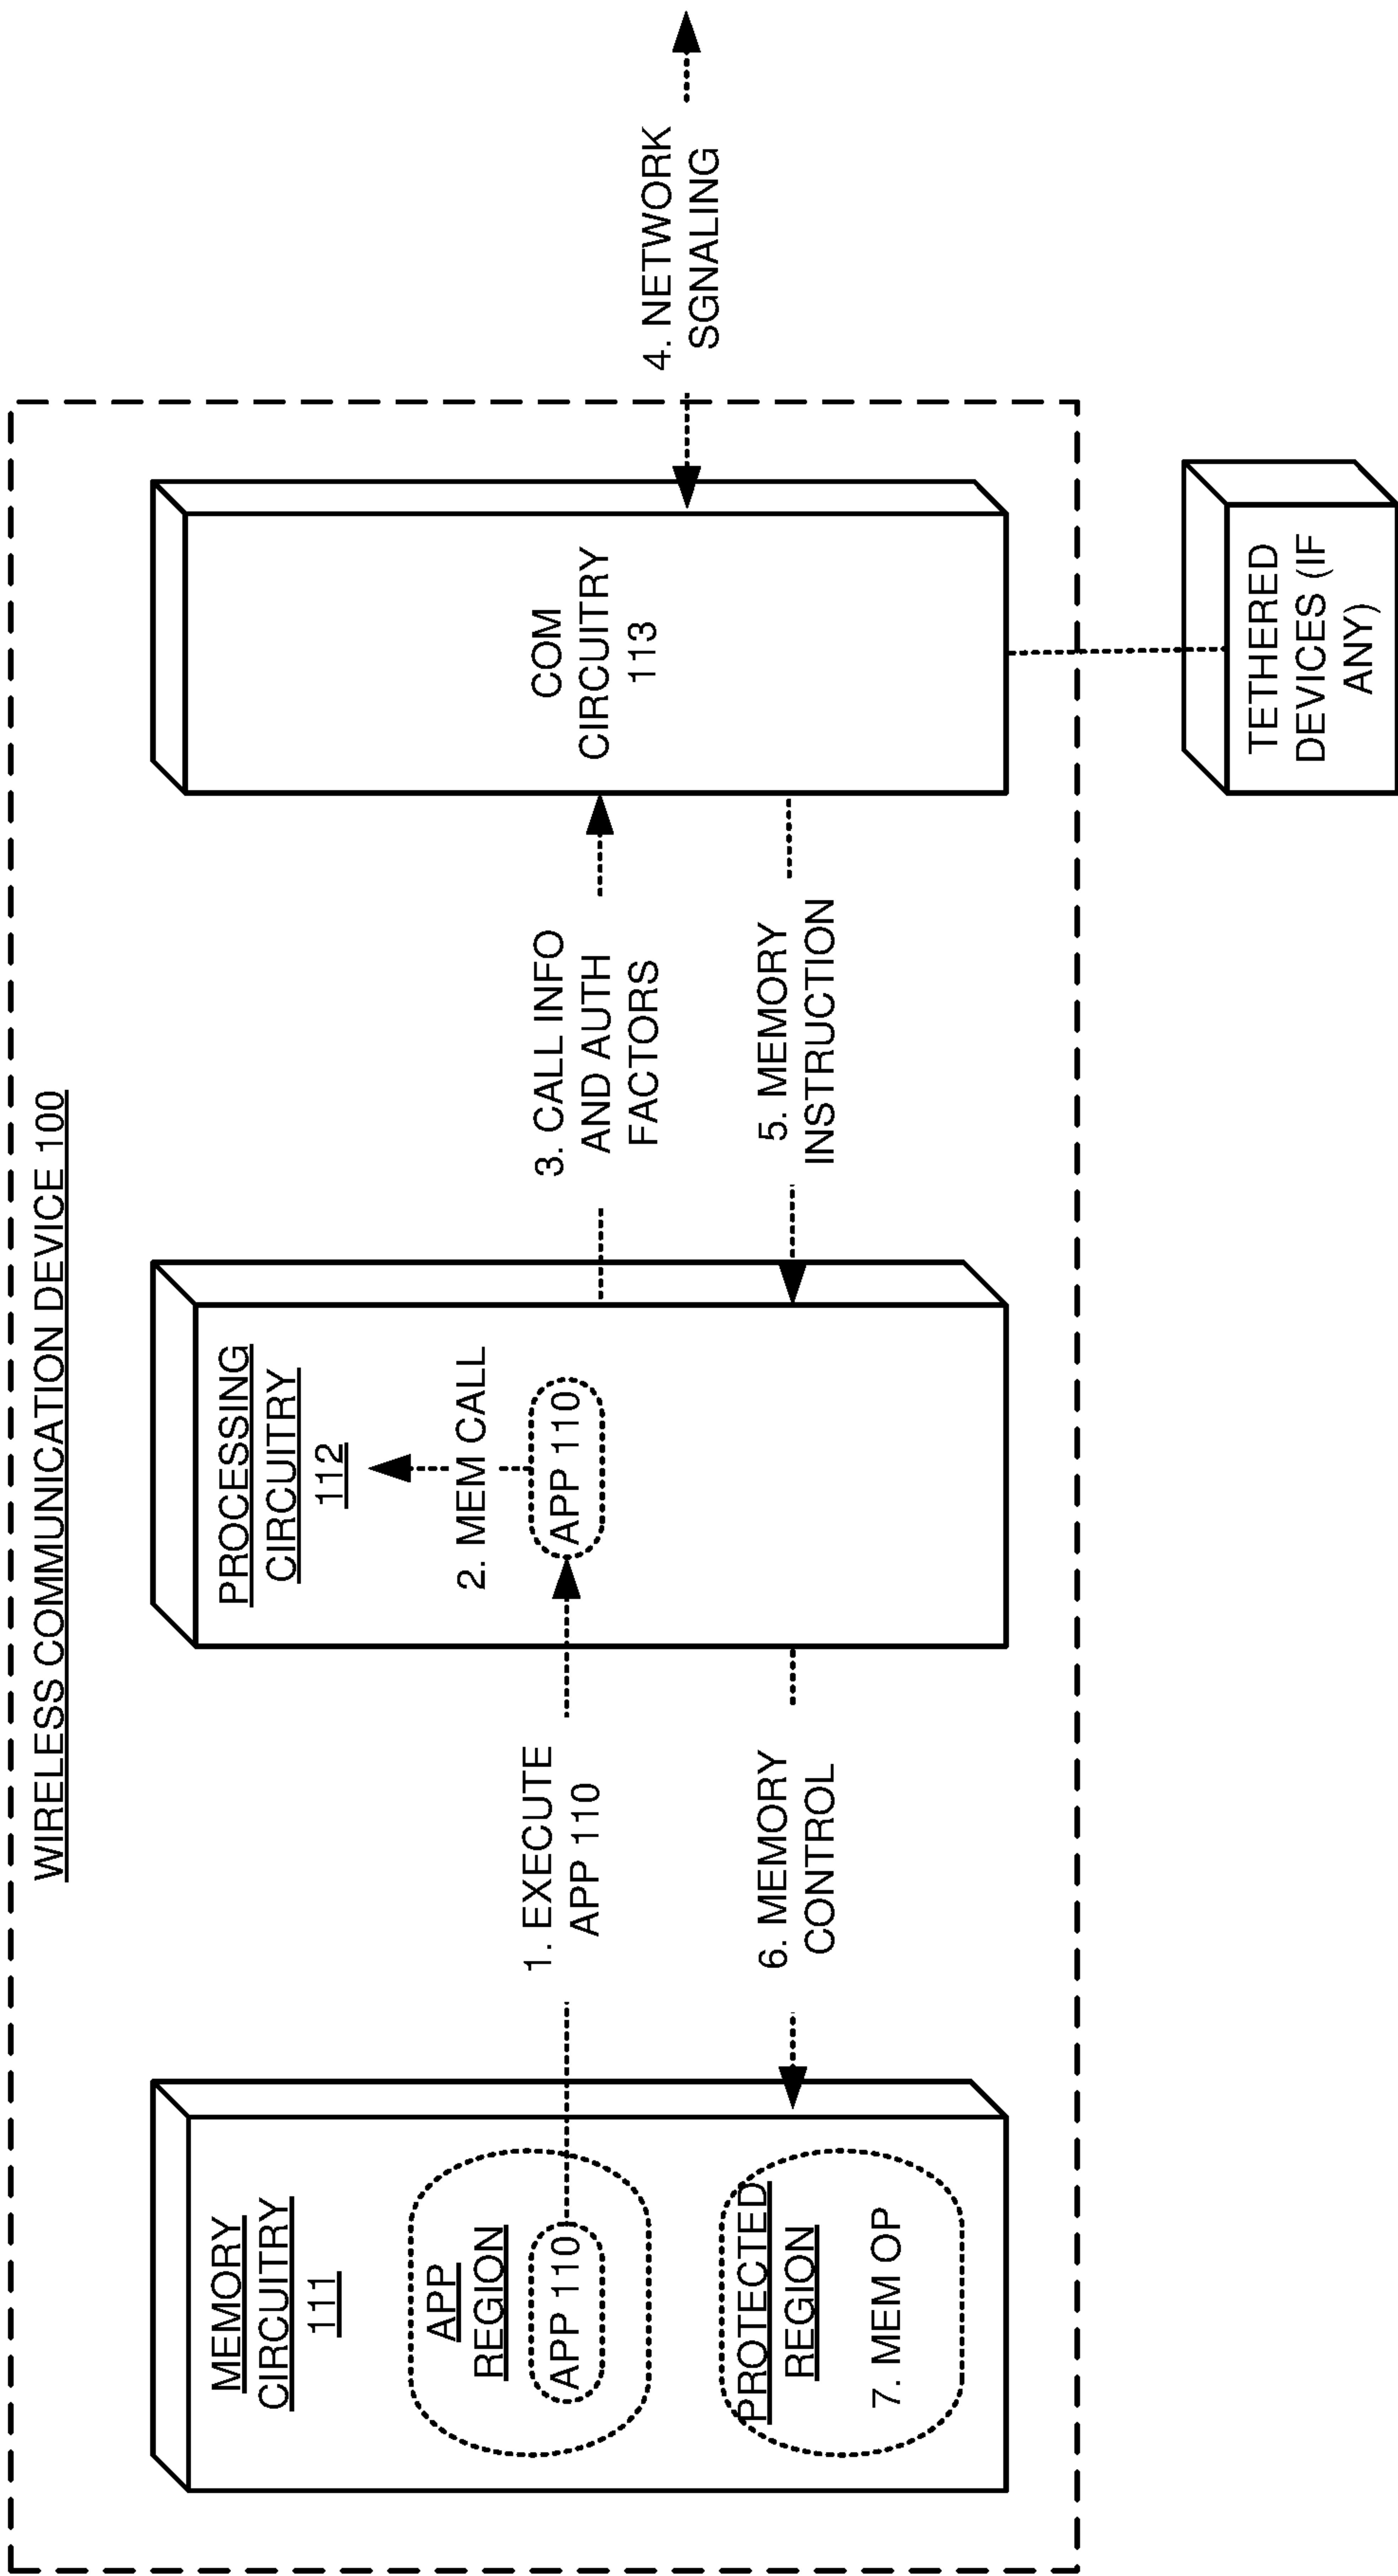 WIRELESS COMMUNICATION DEVICE 100
MEMORY
CIRCUITRY
111
APP
REGION
APP 110
PROTECTED
REGION
7. MEM OP
1. EXECUTE
APP 110
6. MEMORY
CONTROL
PROCESSING
CIRCUITRY
112
2. MEM CALL
APP 110
3. CALL INFO
AND AUTH
FACTORS
5. MEMORY
INSTRUCTION
COM
CIRCUITRY
113
4. NETWORK
SGNALING
TETHERED
DEVICES (IF
ANY)